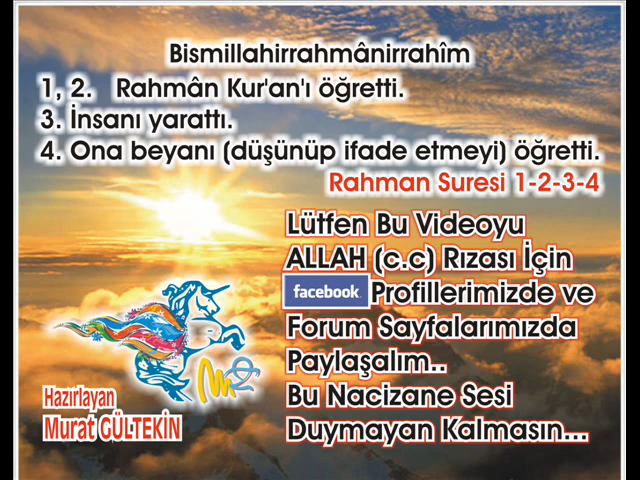 Bismillahirrahmânirrahîm
1, 2. Rahmân Kur'an'ı öğretti.
3. İnsanı yarattı.
4. Ona beyanı (düşünüp ifade etmeyi) öğretti.
Rahman Suresi 1-2-3-4
Lütfen Bu Videoyu
ALLAH (c.c) Rızası İçin
facebook Profillerimizde ve
Forum Sayfalarımızda
Paylaşalım..
Bu Nacizane Sesi
Duymayan Kalmasın...
Hazırlayan
Murat GÜLTEKİN